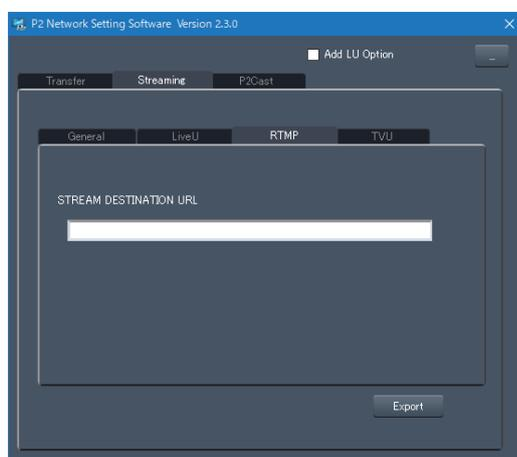 P2 Network Setting Software Version 2.3.0
Add LU Option
Transfer Streaming P2Cast
General LiveU RTMP TVU
STREAM DESTINATION URL
Export